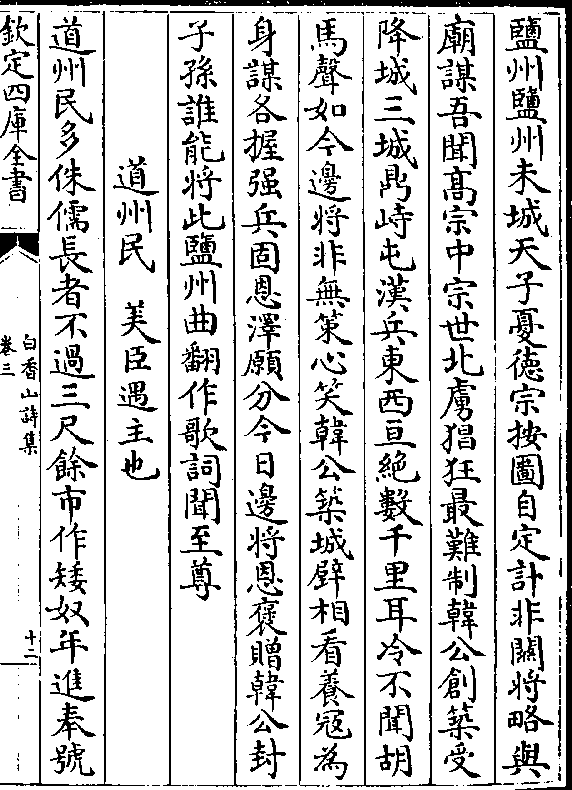 鹽州鹽州未城天子憂德宗按圖自定計非關將略與
廟謀吾聞髙宗中宗世北虜猖狂最難制韓公創築受
降城三城鼎峙屯漢兵東西亘絶數千里耳冷不聞胡
馬聲如今邊將非無策心笑韓公築城壁相看養冦為
身謀各握强兵固恩澤願分今日邊將恩褒贈韓公封
子孫誰能將此鹽州曲翻作歌詞聞至尊
道州民　美臣遇主也
道州民多侏儒長者不過三尺餘市作矮奴年進奉號
欽定四庫全書
白香山詩集
卷三
十二